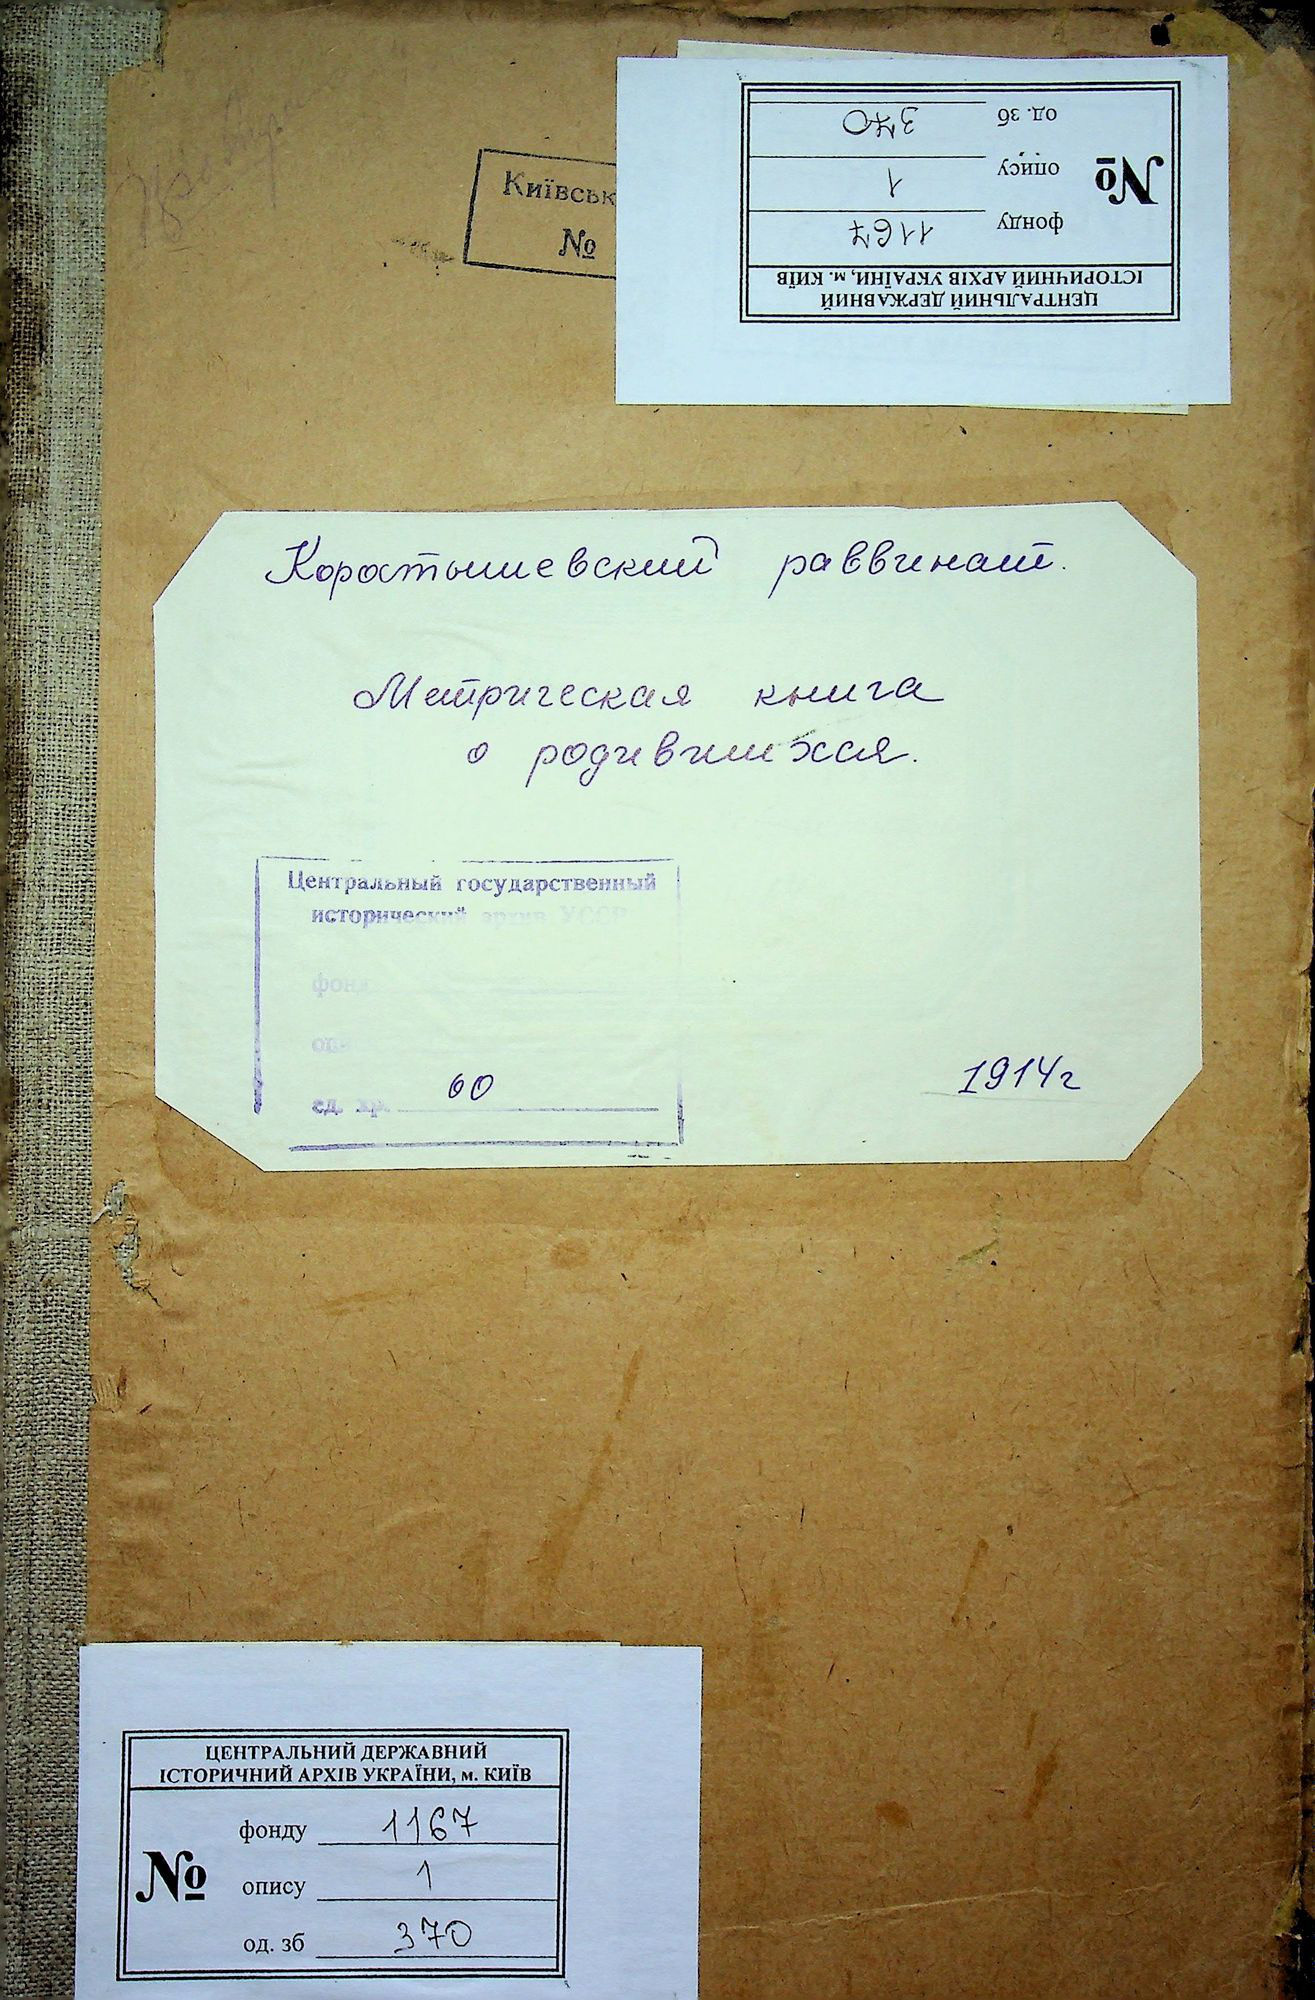 Київськ
№
ЦЕНТРАЛЬНИЙ ДЕРЖАВНИЙ
ІСТОРИЧНИЙ АРХІВ УКРАЇНИ, м. КИЇВ
№
фонду 1167
опису 1
од. зб 370
Коростышевский раввинат.
Метрическая книга
о родившихся.
Центральный государственный
исторический архив УССР
фонд
оп
ед. хр. 60
1914г
ЦЕНТРАЛЬНИЙ ДЕРЖАВНИЙ
ІСТОРИЧНИЙ АРХІВ УКРАЇНИ, м. КИЇВ
№
фонду 1167
опису 1
од. зб 370